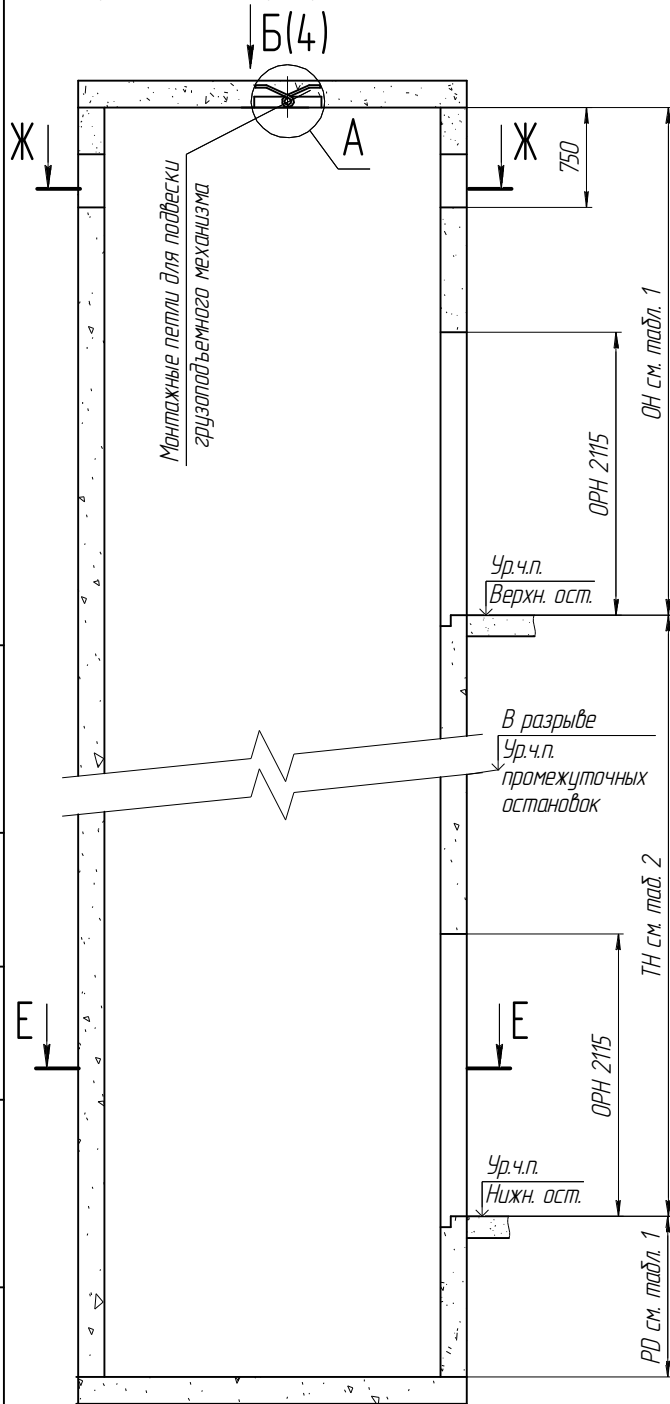 Б(4)
А
Ж
Ж
750
Монтажные петли для подвески
грузоподъемного механизма
ОН см. табл. 1
ОРН 2115
Ур.ч.п.
Верхн. ост.
В разрыве
Ур.ч.п.
промежуточных
остановок
ТН см. таб. 2
Е
Е
ОРН 2115
Ур.ч.п.
Нижн. ост.
PD см. табл. 1